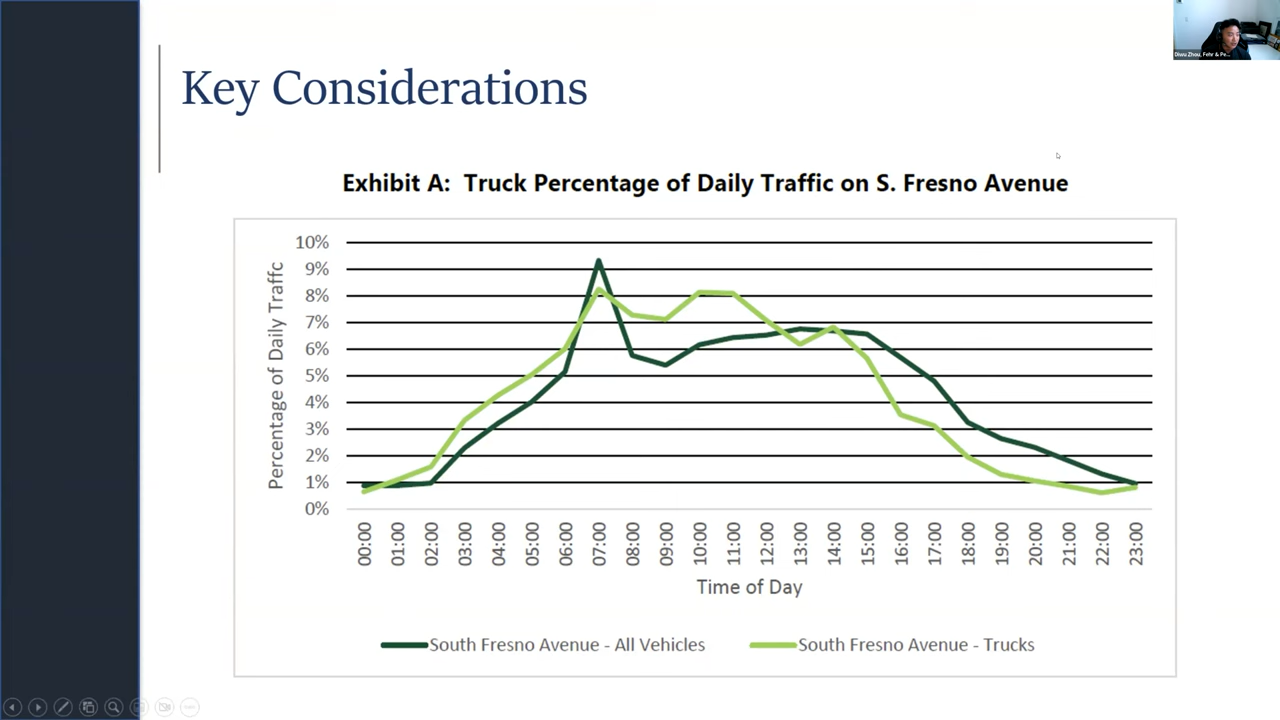 Key Considerations
Diwu Zhou, Fehr & Pe...
Exhibit A:  Truck Percentage of Daily Traffic on S. Fresno Avenue
Percentage of Daily Traffc
10%
9%
8%
7%
6%
5%
4%
3%
2%
1%
0%
00:00 01:00 02:00 03:00 04:00 05:00 06:00 07:00 08:00 09:00 10:00 11:00 12:00 13:00 14:00 15:00 16:00 17:00 18:00 19:00 20:00 21:00 22:00 23:00
Time of Day
South Fresno Avenue - All Vehicles South Fresno Avenue - Trucks